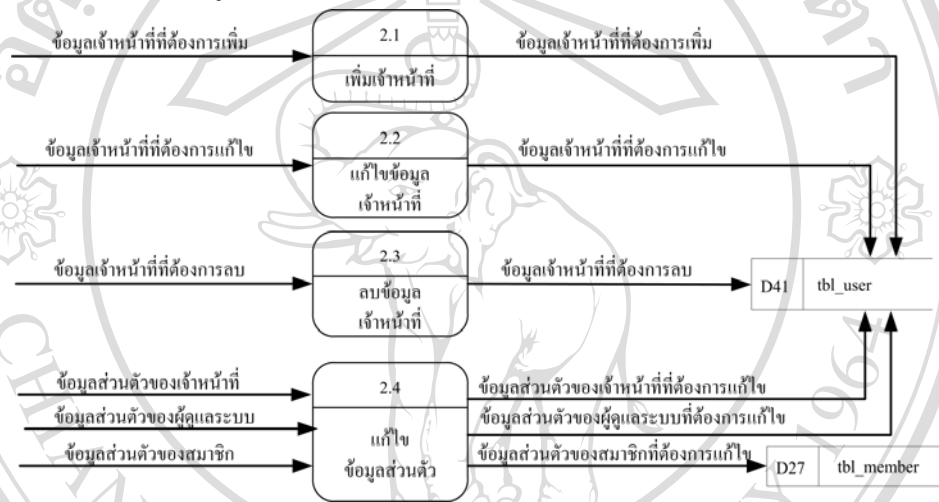 2.1
ข้อมูลเจ้าหน้าที่ที่ต้องการเพิ่ม
ข้อมูลเจ้าหน้าที่ที่ต้องการเพิ่ม
เพิ่มเจ้าหน้าที่
2.2
ข้อมูลเจ้าหน้าที่ที่ต้องการแก้ไข
ข้อมูลเจ้าหน้าที่ที่ต้องการแก้ไข
แก้ไขข้อมูล
เจ้าหน้าที่
2.3
ข้อมูลเจ้าหน้าที่ที่ต้องการลบ
ข้อมูลเจ้าหน้าที่ที่ต้องการลบ
ลบข้อมูล
เจ้าหน้าที่
D41 tbl_user
2.4
ข้อมูลส่วนตัวของเจ้าหน้าที่
ข้อมูลส่วนตัวของเจ้าหน้าที่ที่ต้องการแก้ไข
ข้อมูลส่วนตัวของผู้ดูแลระบบ
ข้อมูลส่วนตัวของผู้ดูแลระบบที่ต้องการแก้ไข
แก้ไข
ข้อมูลส่วนตัว
ข้อมูลส่วนตัวของสมาชิก
ข้อมูลส่วนตัวของสมาชิกที่ต้องการแก้ไข
D27 tbl_member
1964